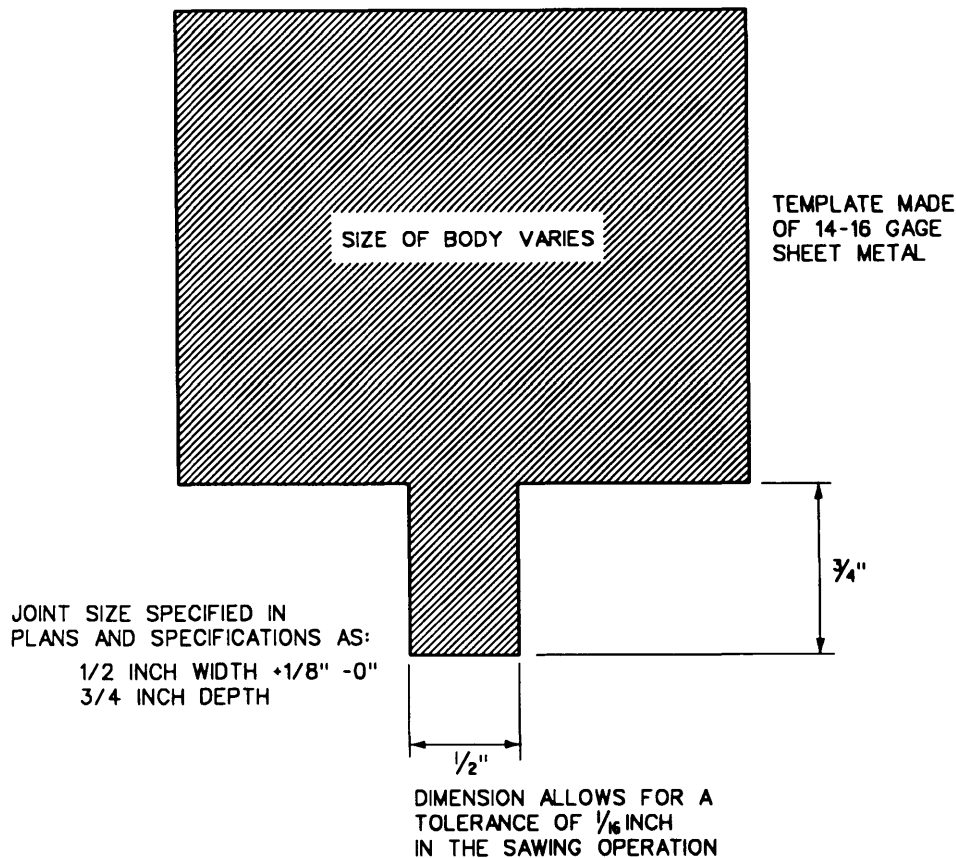 SIZE OF BODY VARIES
TEMPLATE MADE
OF 14-16 GAGE
SHEET METAL
3/4"
JOINT SIZE SPECIFIED IN
PLANS AND SPECIFICATIONS AS:
1/2 INCH WIDTH +1/8" -0"
3/4 INCH DEPTH
1/2"
DIMENSION ALLOWS FOR A
TOLERANCE OF 1/16 INCH
IN THE SAWING OPERATION